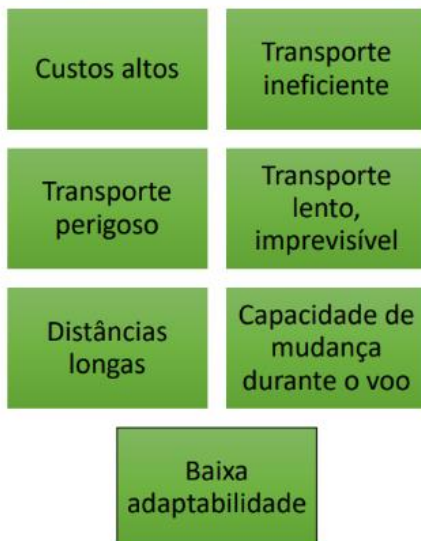 Custos altos
Transporte
ineficiente
Transporte
perigoso
Transporte
lento,
imprevisível
Distâncias
longas
Capacidade de
mudança
durante o voo
Baixa
adaptabilidade